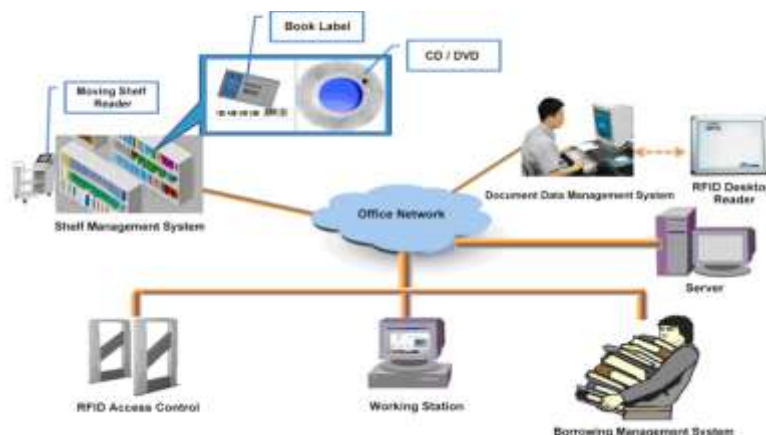 Book Label
CD / DVD
Moving Shelf
Reader
Shelf Management System
Office Network
Document Data Management System
RFID Deskto
Reader
Server
RFID Access Control
Working Station
Borrowing Management System